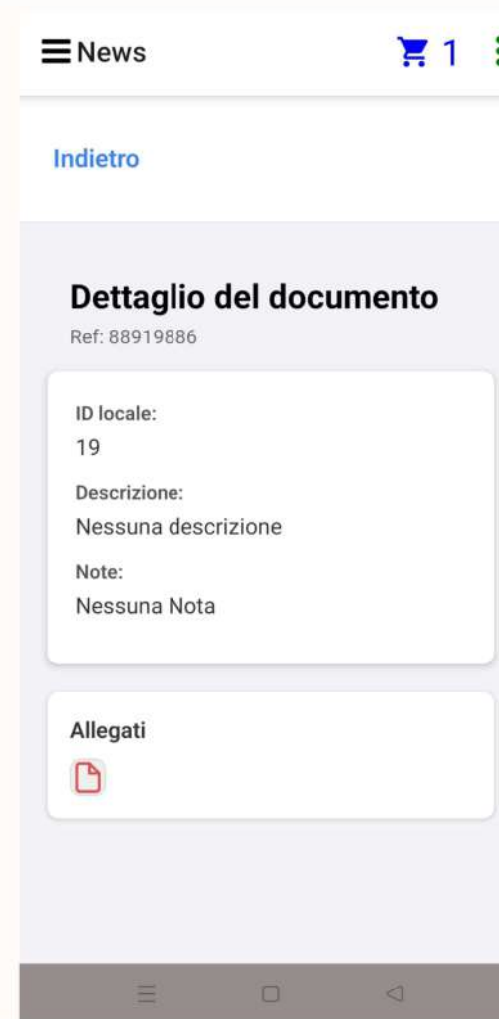 News
1
Indietro
Dettaglio del documento
Ref: 88919886
ID locale:
19
Descrizione:
Nessuna descrizione
Note:
Nessuna Nota
Allegati